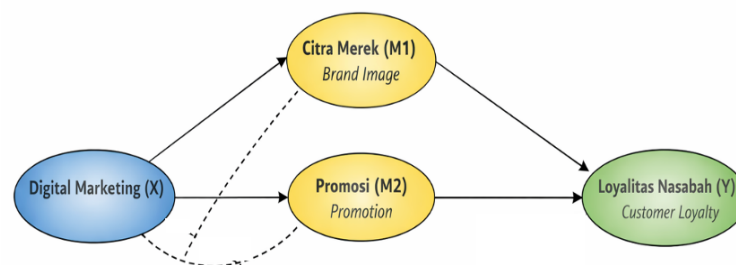 Citra Merek (M1)
Brand Image
Digital Marketing (X)
Promosi (M2)
Promotion
Loyalitas Nasabah (Y)
Customer Loyalty